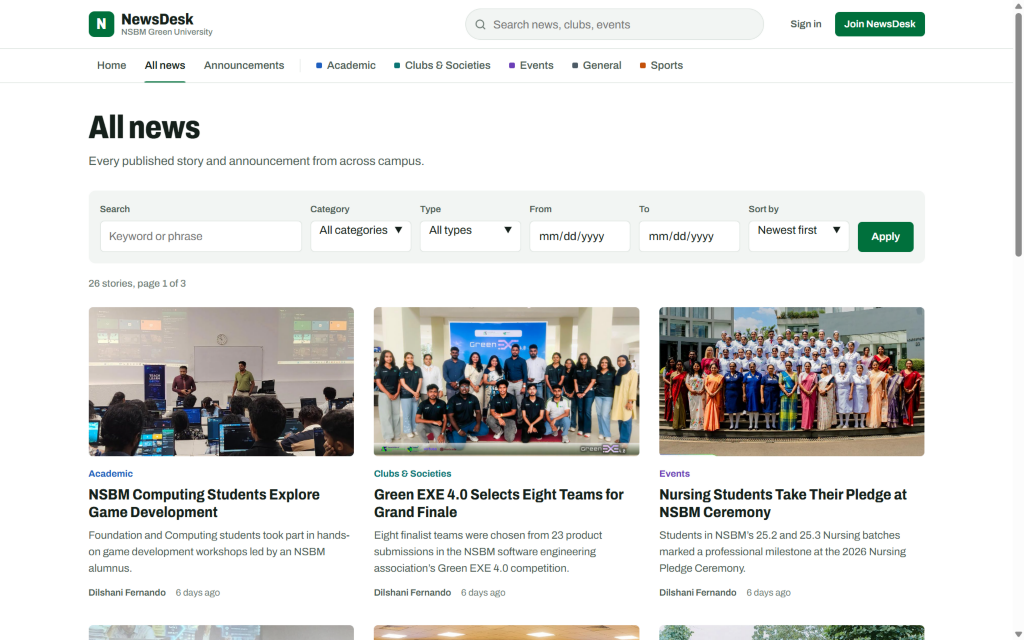 N
NewsDesk
NSBM Green University
Search news, clubs, events
Sign in
Join NewsDesk
Home
All news
Announcements
Academic
Clubs & Societies
Events
General
Sports
All news
Every published story and announcement from across campus.
Search
Category
Type
From
To
Sort by
Keyword or phrase
All categories ▼
All types ▼
mm/dd/yyyy
mm/dd/yyyy
Newest first ▼
Apply
26 stories, page 1 of 3
Green EXE 4.0
Academic
NSBM Computing Students Explore
Game Development
Foundation and Computing students took part in hands-
on game development workshops led by an NSBM
alumnus.
Dilshani Fernando 6 days ago
Clubs & Societies
Green EXE 4.0 Selects Eight Teams for
Grand Finale
Eight finalist teams were chosen from 23 product
submissions in the NSBM software engineering
association’s Green EXE 4.0 competition.
Dilshani Fernando 6 days ago
Events
Nursing Students Take Their Pledge at
NSBM Ceremony
Students in NSBM’s 25.2 and 25.3 Nursing batches
marked a professional milestone at the 2026 Nursing
Pledge Ceremony.
Dilshani Fernando 6 days ago